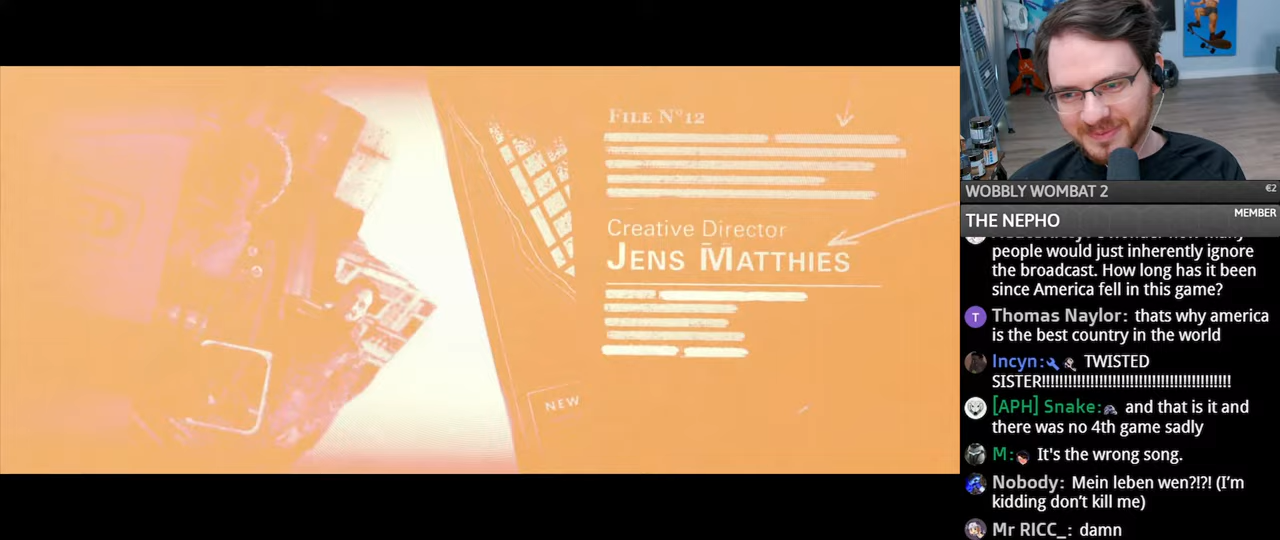 FILE Nº12
Creative Director
JENS MATTHIES
NEW
WOBBLY WOMBAT 2
€2
THE NEPHO
MEMBER
people would just inherently ignore
the broadcast. How long has it been
since America fell in this game?
T
Thomas Naylor: thats why america
is the best country in the world
Incyn: TWISTED
SISTER!!!!!!!!!!!!!!!!!!!!!!!!!!!!!!!!!!!!!!!!!!!
[APH] Snake: and that is it and
there was no 4th game sadly
M: It's the wrong song.
Nobody: Mein leben wen?!?! (I'm
kidding don't kill me)
Mr RICC_: damn